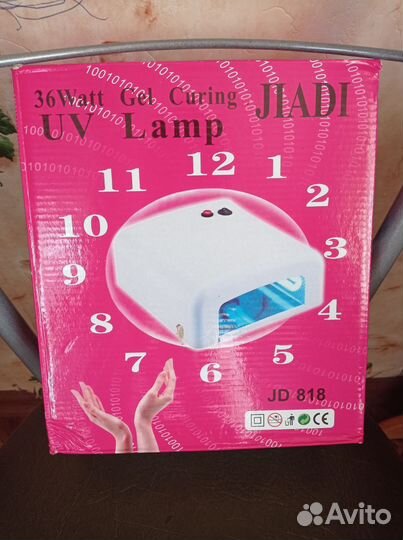 36Watt Gel Curing JIADI
UV Lamp
12
11 1
10 2
9 3
8 4
7 5
6
JD 818
CE
Avito